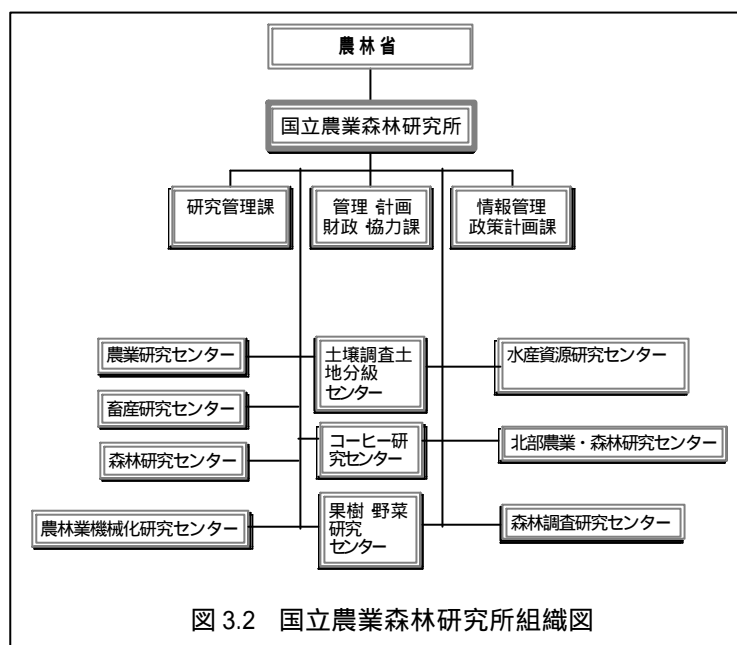 農林省
国立農業森林研究所
研究管理課
管理・計画
財政・協力課
情報管理
政策計画課
農業研究センター
土壌調査土
地分級
センター
水産資源研究センター
畜産研究センター
コーヒー研
究センター
北部農業・森林研究センター
森林研究センター
農林業機械化研究センター
果樹 野菜
研究
センター
森林調査研究センター
図 3.2 国立農業森林研究所組織図